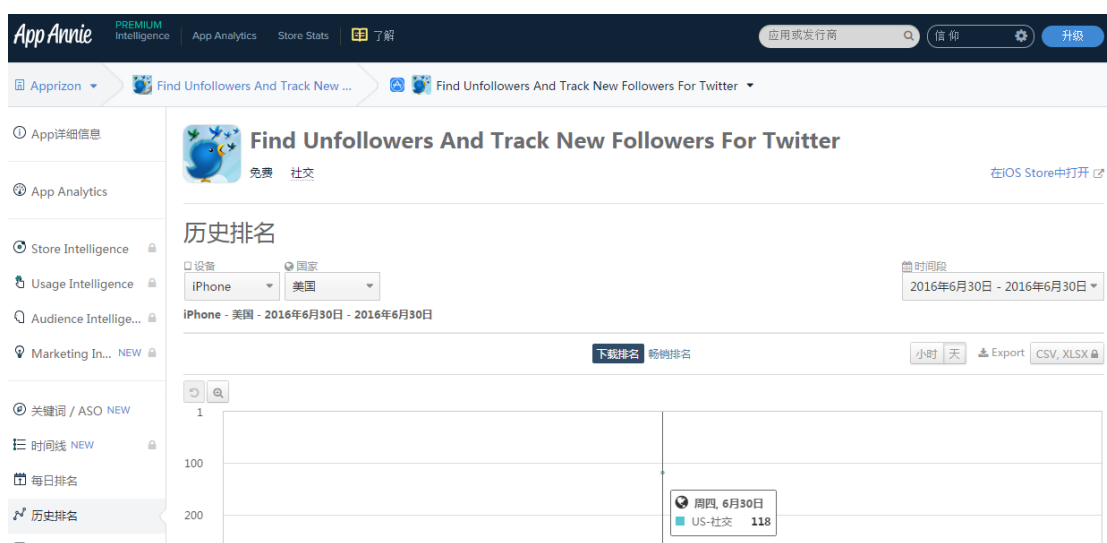 App Annie PREMIUM Intelligence App Analytics Store Stats 了解 应用或发行商 信仰 升级
Apprizon Find Unfollowers And Track New ... Find Unfollowers And Track New Followers For Twitter
App详细信息
App Analytics
Store Intelligence
Usage Intelligence
Audience Intellige...
Marketing In... NEW
关键词 / ASO NEW
时间线 NEW
每日排名
历史排名
Find Unfollowers And Track New Followers For Twitter
免费 社交
在iOS Store中打开
历史排名
设备 国家 时间段
iPhone 美国 2016年6月30日 - 2016年6月30日
iPhone - 美国 - 2016年6月30日 - 2016年6月30日
下载排名 畅销排名 小时 天 Export CSV, XLSX
1
100
200
周四, 6月30日
US-社交 118